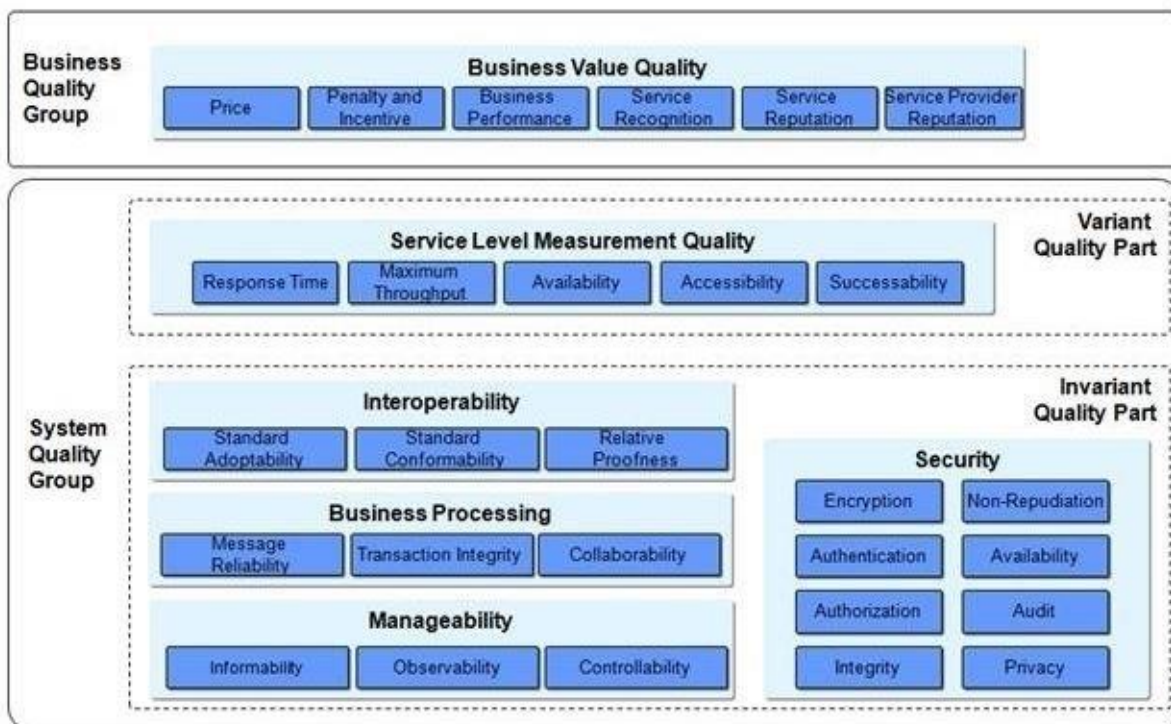 Business
Quality
Group
Business Value Quality
Price
Penalty and
Incentive
Business
Performance
Service
Recognition
Service
Reputation
Service Provider
Reputation
Variant
Quality Part
Service Level Measurement Quality
Response Time
Maximum
Throughput
Availability
Accessibility
Successability
System
Quality
Group
Invariant
Quality Part
Interoperability
Standard
Adoptability
Standard
Conformability
Relative
Proofness
Business Processing
Message
Reliability
Transaction Integrity
Collaborability
Manageability
Informability
Observability
Controllability
Security
Encryption
Non-Repudiation
Authentication
Availability
Authorization
Audit
Integrity
Privacy